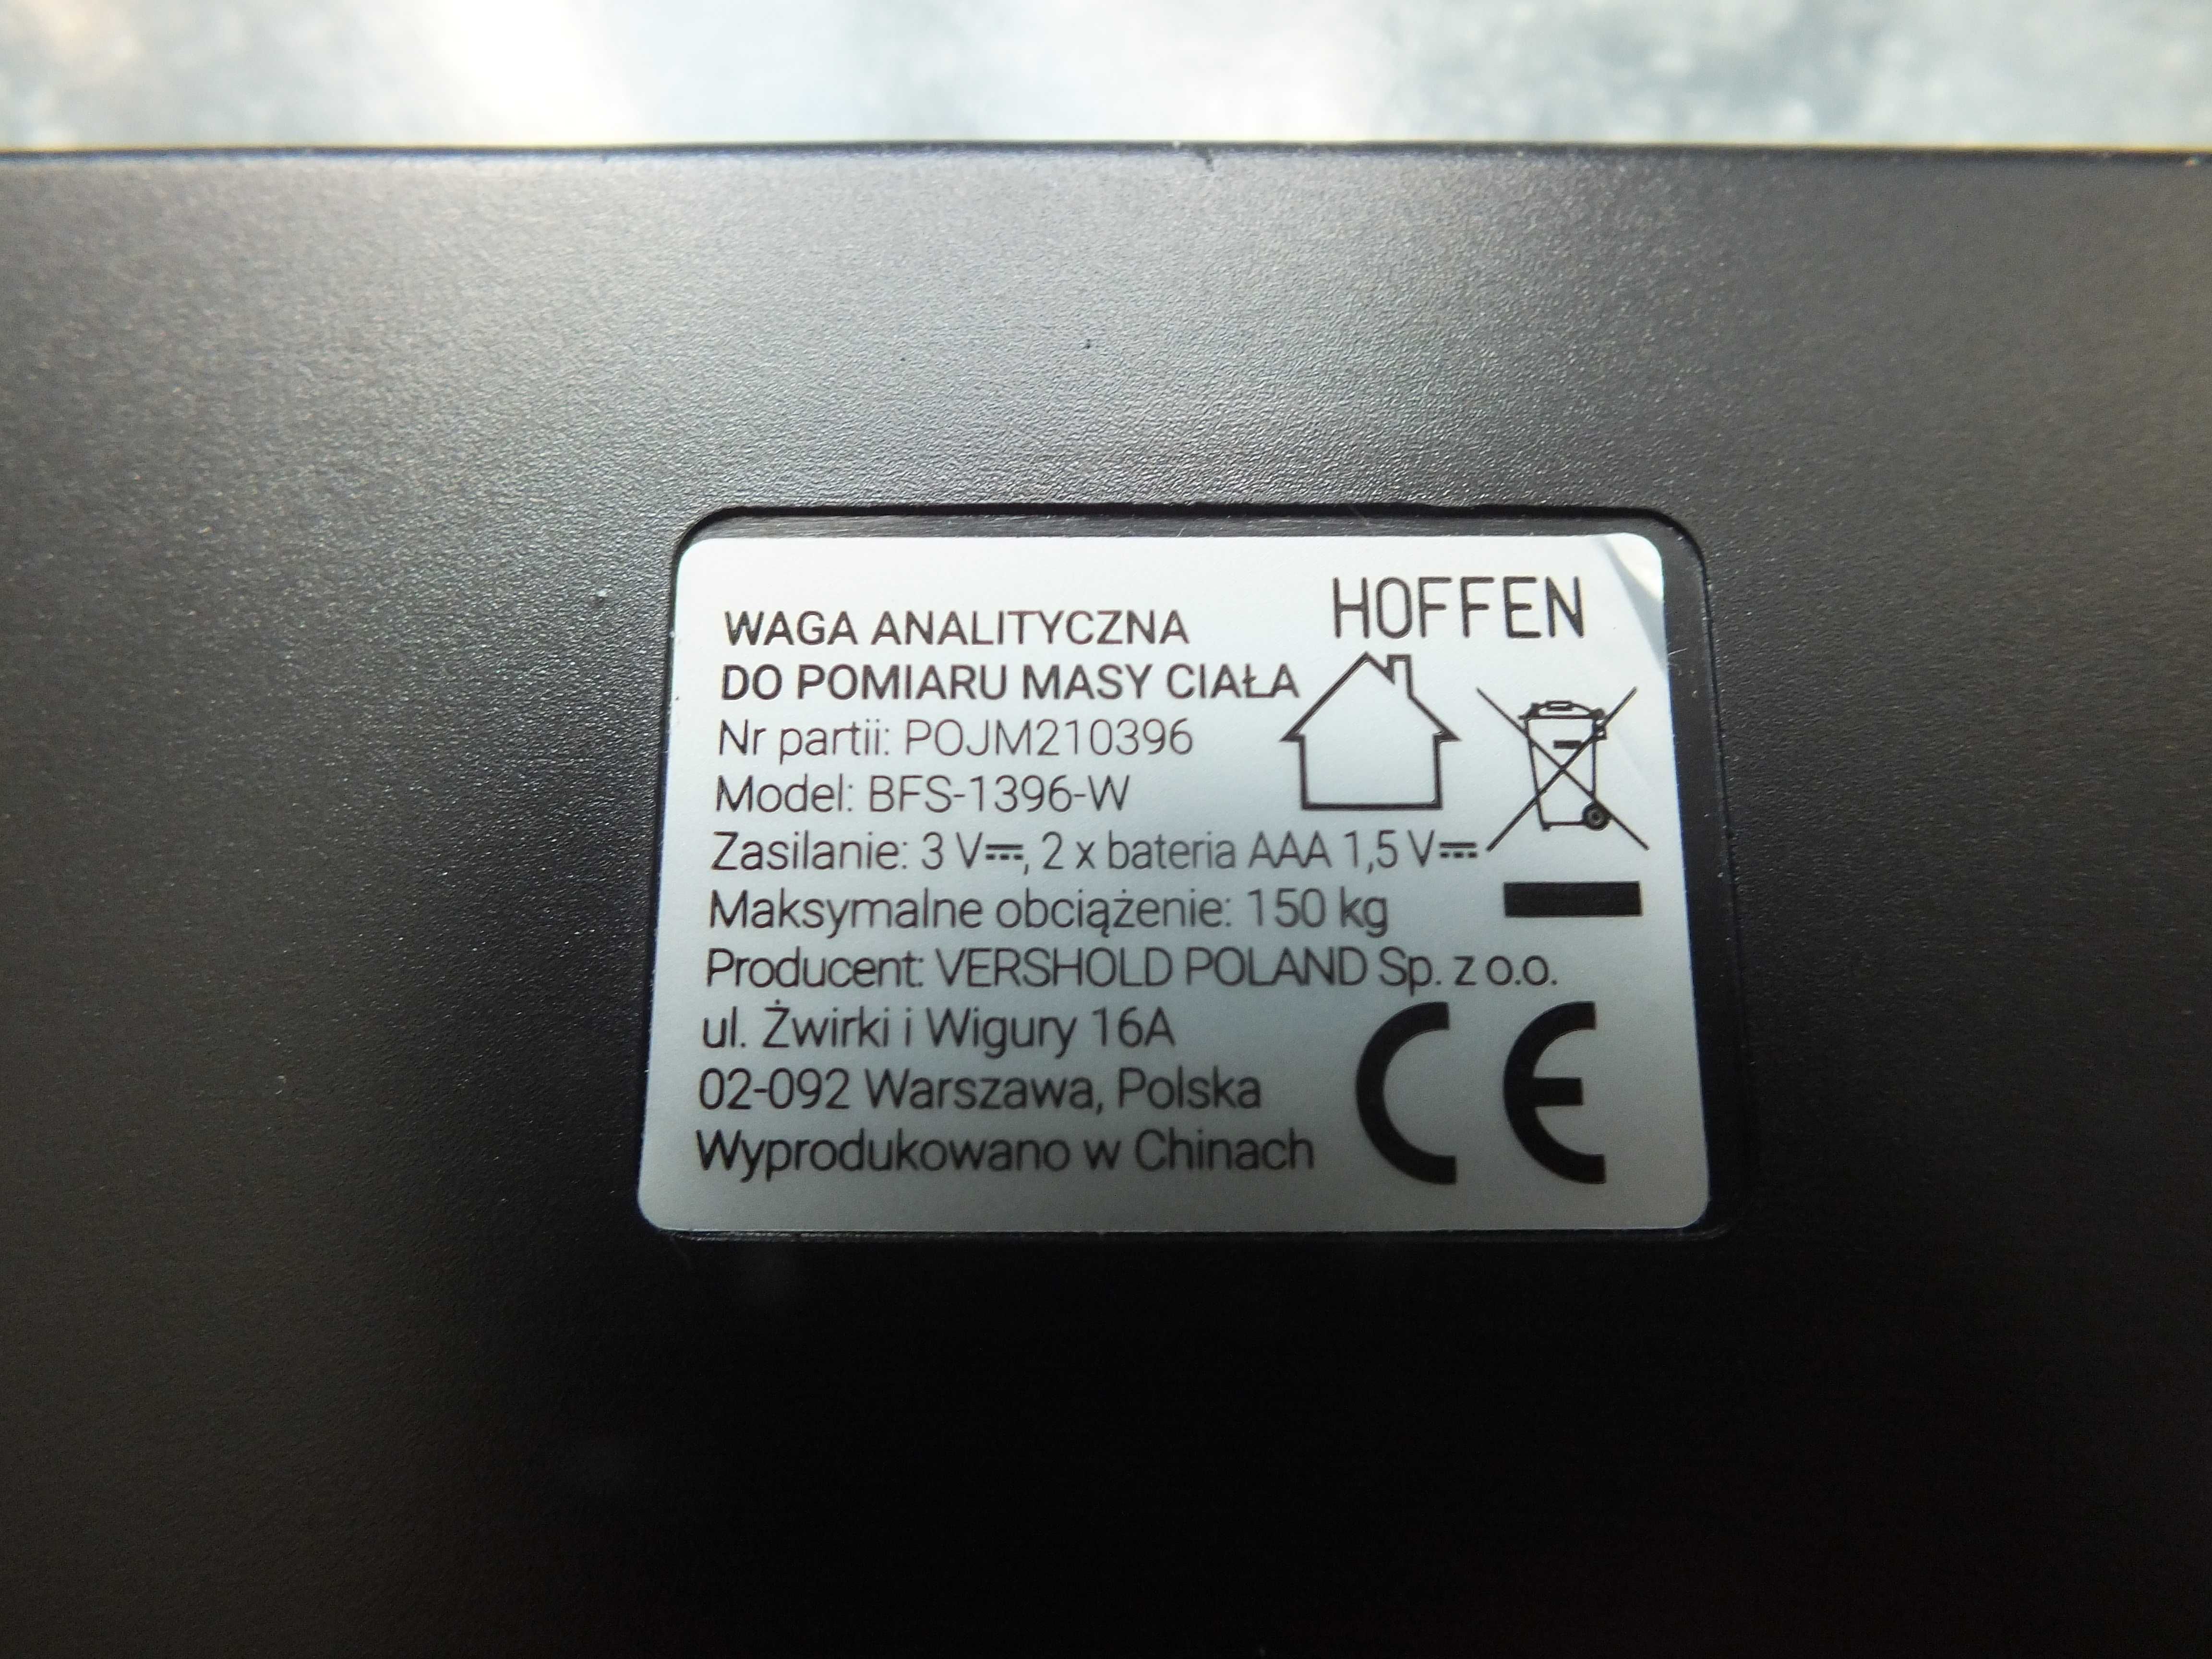 HOFFEN
WAGA ANALITYCZNA
DO POMIARU MASY CIAŁA
Nr partii: POJM210396
Model: BFS-1396-W
Zasilanie: 3 V⎓, 2 x bateria AAA 1,5 V⎓
Maksymalne obciążenie: 150 kg
Producent: VERSHOLD POLAND Sp. z o.o.
ul. Żwirki i Wigury 16A
02-092 Warszawa, Polska
Wyprodukowano w Chinach
CE